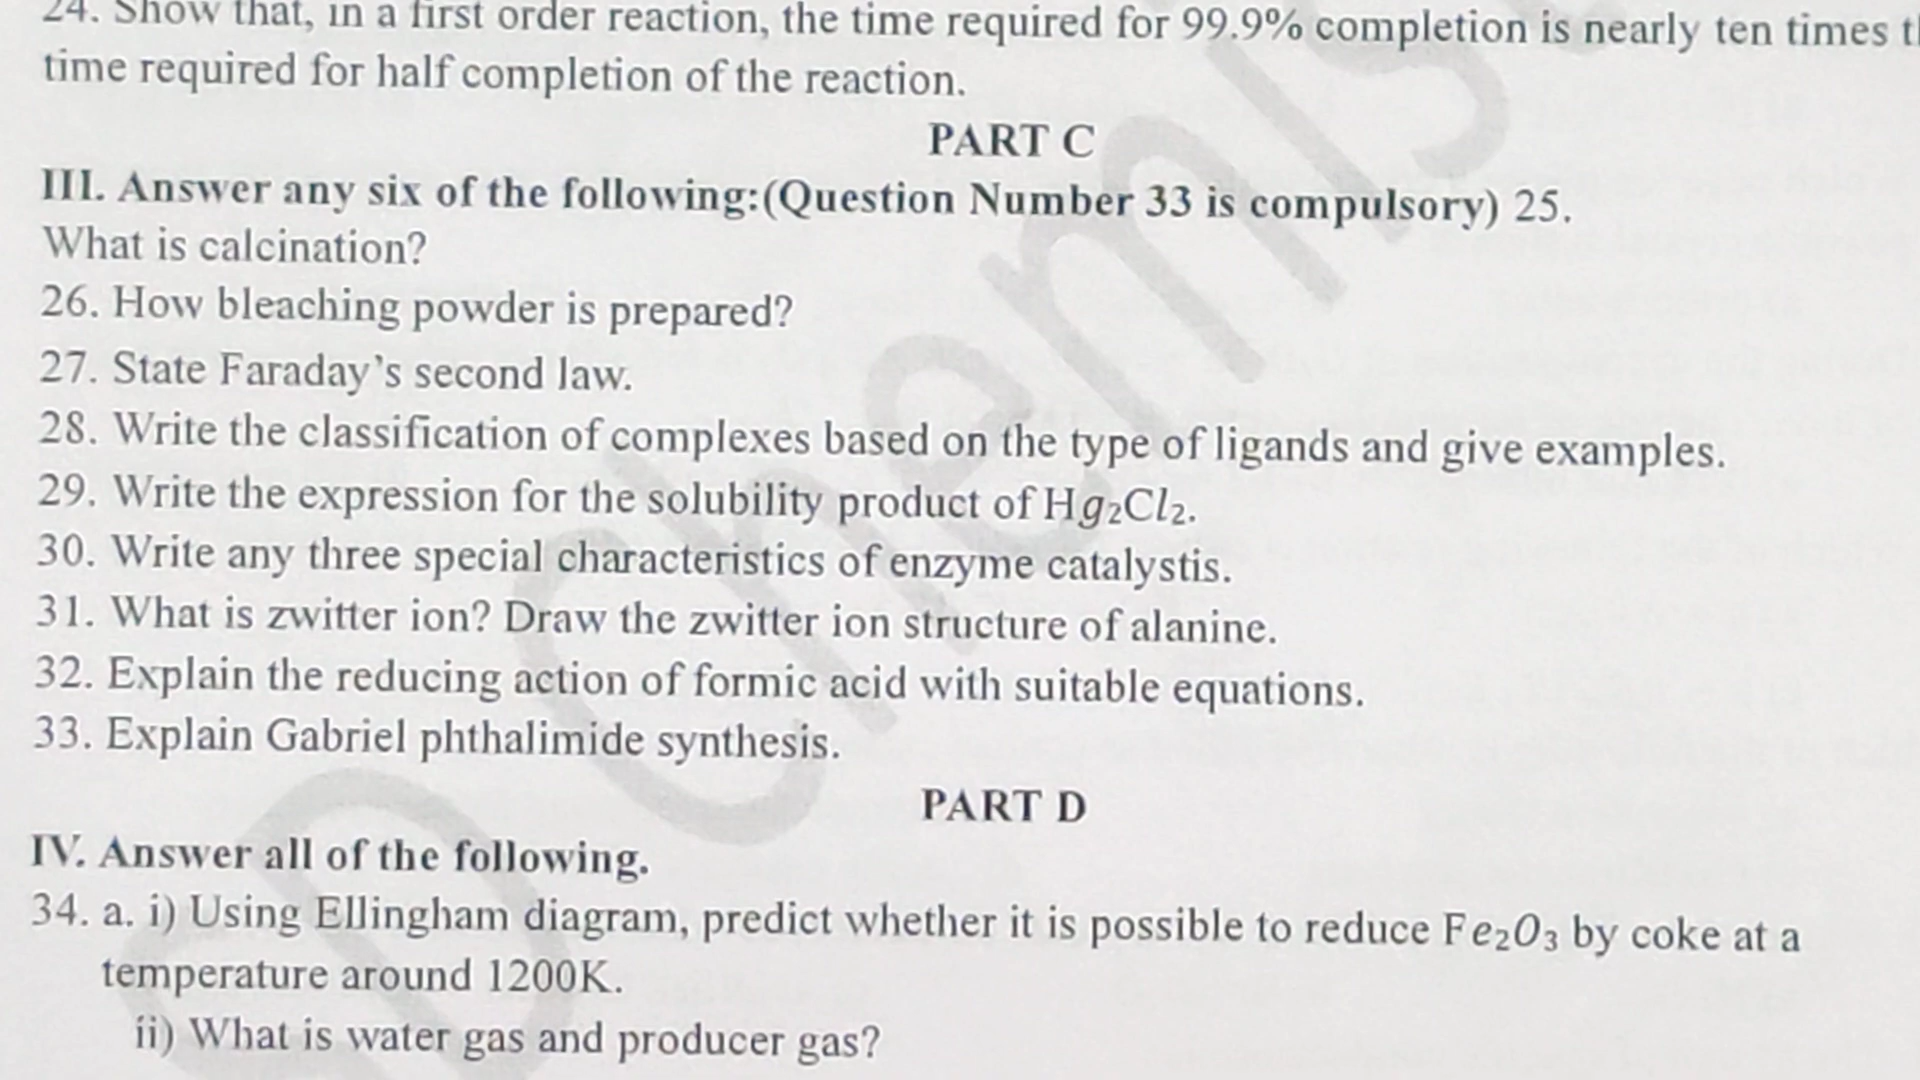 24. Show that, in a first order reaction, the time required for 99.9% completion is nearly ten times
time required for half completion of the reaction.
PART C
III. Answer any six of the following:(Question Number 33 is compulsory) 25.
What is calcination?
26. How bleaching powder is prepared?
27. State Faraday's second law.
28. Write the classification of complexes based on the type of ligands and give examples.
29. Write the expression for the solubility product of Hg₂Cl₂.
30. Write any three special characteristics of enzyme catalystis.
31. What is zwitter ion? Draw the zwitter ion structure of alanine.
32. Explain the reducing action of formic acid with suitable equations.
33. Explain Gabriel phthalimide synthesis.
PART D
IV. Answer all of the following.
34. a. i) Using Ellingham diagram, predict whether it is possible to reduce Fe₂O₃ by coke at a
temperature around 1200K.
ii) What is water gas and producer gas?